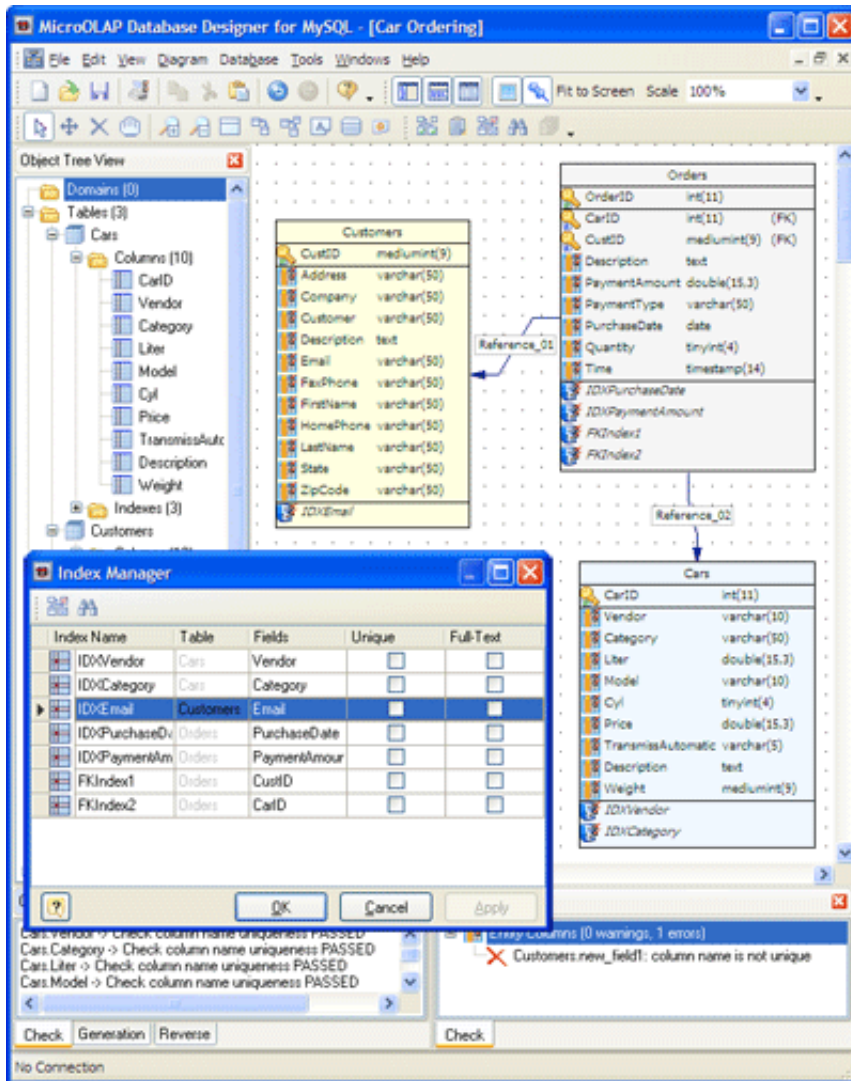 MicroOLAP Database Designer for MySQL - [Car Ordering]
File Edit View Diagram Database Tools Windows Help
Fit to Screen Scale 100%
Object Tree View
Domains (0)
Tables (3)
Cars
Columns (10)
CarID
Vendor
Category
Liter
Model
Cyl
Price
TransmissAutc
Description
Weight
Indexes (3)
Customers
Customers
CustID mediumint(9)
Address varchar(50)
Company varchar(50)
Customer varchar(50)
Description text
Email varchar(50)
FaxPhone varchar(50)
FirstName varchar(50)
HomePhone varchar(50)
LastName varchar(50)
State varchar(50)
ZipCode varchar(50)
IDXEmail
Reference_01
Orders
OrderID int(11)
CarID int(11) (FK)
CustID mediumint(9) (FK)
Description text
PaymentAmount double(15,3)
PaymentType varchar(50)
PurchaseDate date
Quantity tinyint(4)
Time timestamp(14)
IDXPurchaseDate
IDXPaymentAmount
FKIndex1
FKIndex2
Reference_02
Cars
CarID int(11)
Vendor varchar(10)
Category varchar(50)
Liter double(15,3)
Model varchar(10)
Cyl tinyint(4)
Price double(15,3)
TransmissAutomatic varchar(5)
Description text
Weight mediumint(9)
IDXVendor
IDXCategory
Index Manager
Index Name Table Fields Unique Full-Text
IDXVendor Cars Vendor
IDXCategory Cars Category
IDXEmail Customers Email
IDXPurchaseDa Orders PurchaseDate
IDXPaymentAm Orders PaymentAmour
FKIndex1 Orders CustID
FKIndex2 Orders CarID
OK Cancel Apply
Cars.Vendor -> Check column name uniqueness PASSED
Cars.Category -> Check column name uniqueness PASSED
Cars.Liter -> Check column name uniqueness PASSED
Cars.Model -> Check column name uniqueness PASSED
Check Generation Reverse
Entity Columns (0 warnings, 1 errors)
Customers.new_field1: column name is not unique
Check
No Connection